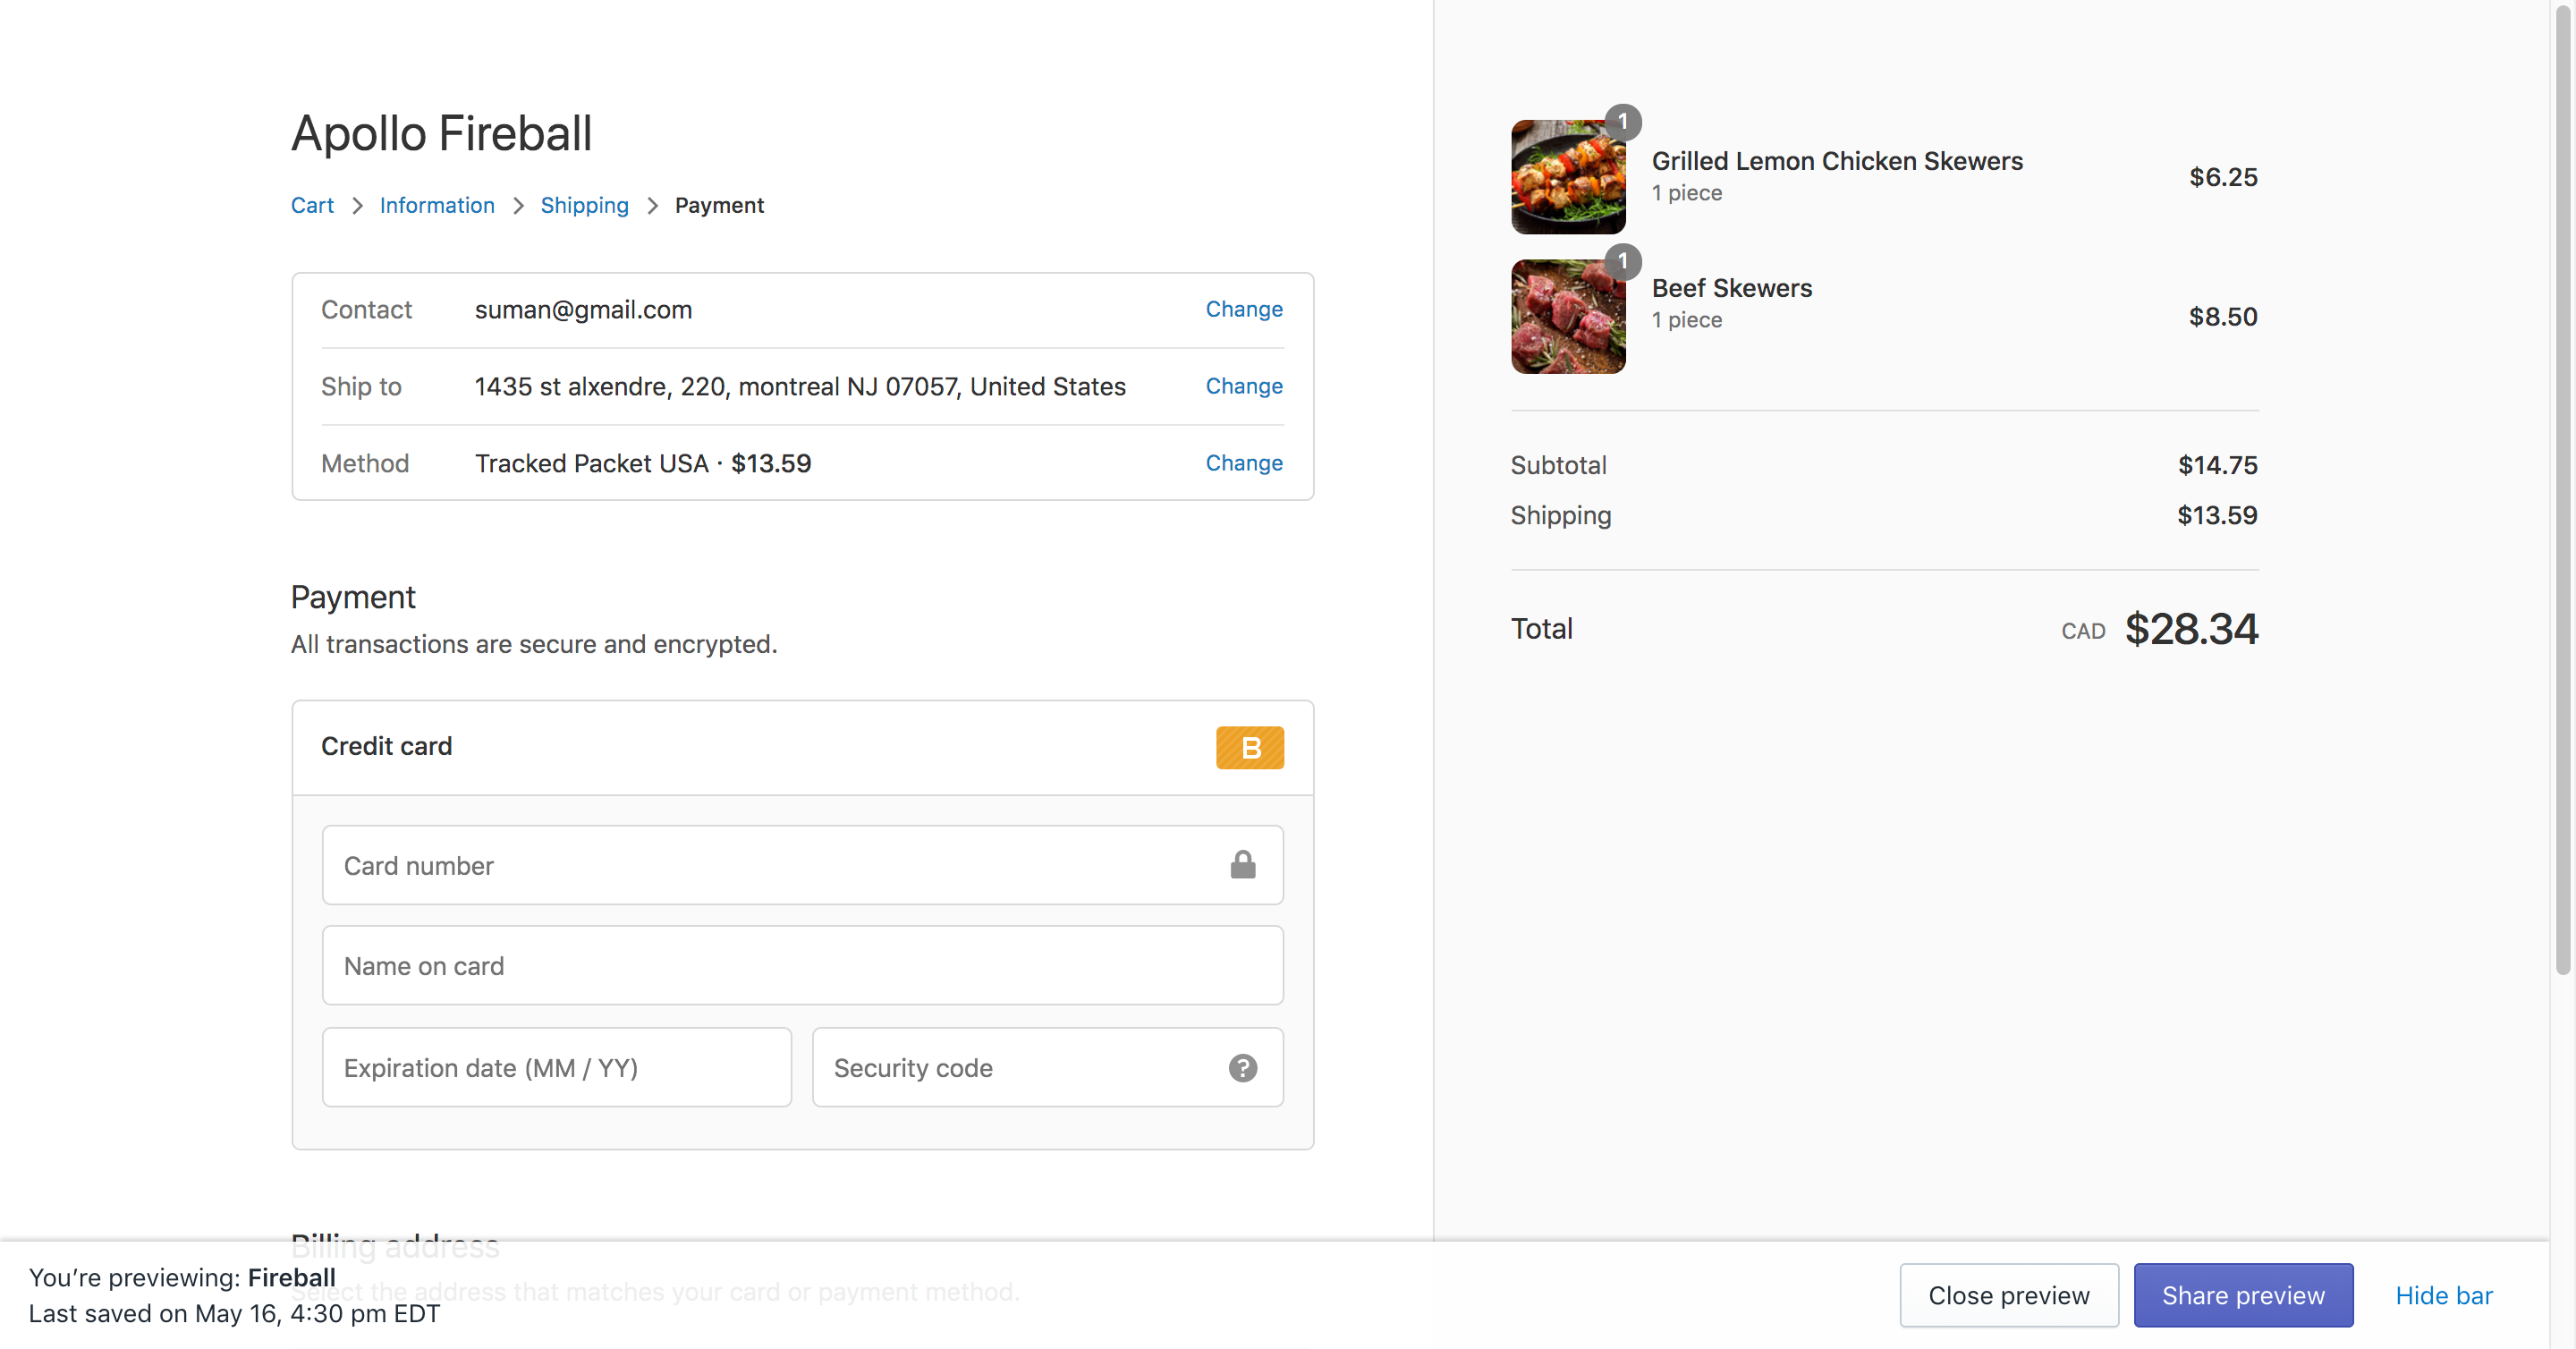 Apollo Fireball
Cart > Information > Shipping > Payment
Contact suman@gmail.com Change
Ship to 1435 st alxendre, 220, montreal NJ 07057, United States Change
Method Tracked Packet USA · $13.59 Change
Payment
All transactions are secure and encrypted.
Credit card B
Card number
Name on card
Expiration date (MM / YY) Security code ?
Billing address
Select the address that matches your card or payment method.
1
Grilled Lemon Chicken Skewers
1 piece
$6.25
1
Beef Skewers
1 piece
$8.50
Subtotal $14.75
Shipping $13.59
Total CAD $28.34
You’re previewing: Fireball
Last saved on May 16, 4:30 pm EDT
Close preview Share preview Hide bar